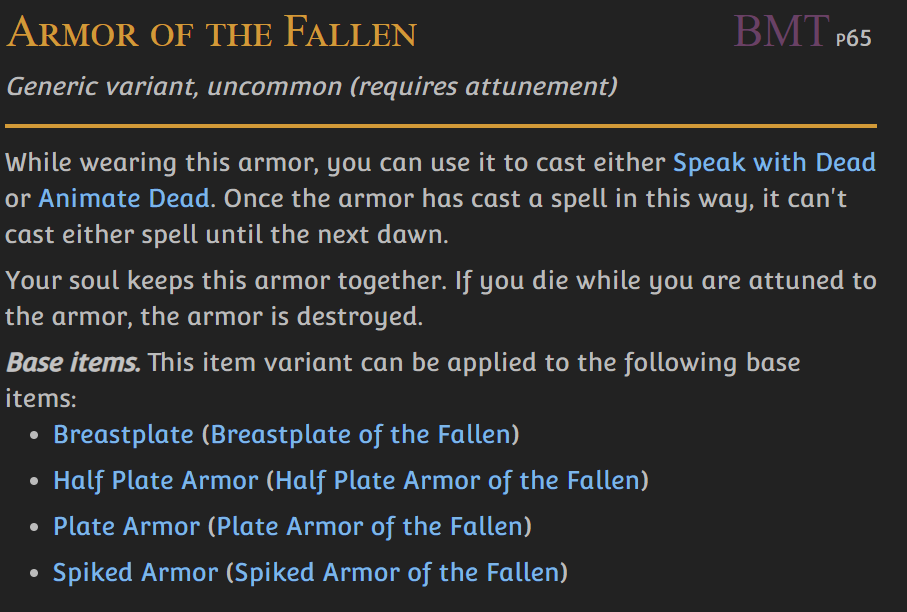 Armor of the Fallen BMT P65
Generic variant, uncommon (requires attunement)
While wearing this armor, you can use it to cast either Speak with Dead
or Animate Dead. Once the armor has cast a spell in this way, it can't
cast either spell until the next dawn.
Your soul keeps this armor together. If you die while you are attuned to
the armor, the armor is destroyed.
Base items. This item variant can be applied to the following base
items:
• Breastplate (Breastplate of the Fallen)
• Half Plate Armor (Half Plate Armor of the Fallen)
• Plate Armor (Plate Armor of the Fallen)
• Spiked Armor (Spiked Armor of the Fallen)